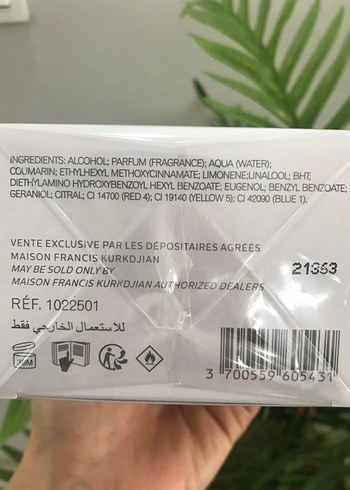 INGREDIENTS: ALCOHOL; PARFUM (FRAGRANCE); AQUA (WATER);
COUMARIN; ETHYLHEXYL METHOXYCINNAMATE; LIMONENE;LINALOOL; BHT;
DIETHYLAMINO HYDROXYBENZOYL HEXYL BENZOATE; EUGENOL; BENZYL BENZOATE;
GERANIOL; CITRAL; CI 14700 (RED 4); CI 19140 (YELLOW 5); CI 42090 (BLUE 1).
VENTE EXCLUSIVE PAR LES DÉPOSITAIRES AGRÉÉS
MAISON FRANCIS KURKDJIAN
MAY BE SOLD ONLY BY
MAISON FRANCIS KURKDJIAN AUTHORIZED DEALERS
21353
RÉF. 1022501
للاستعمال الخارجي فقط
36M
3 700559 605431